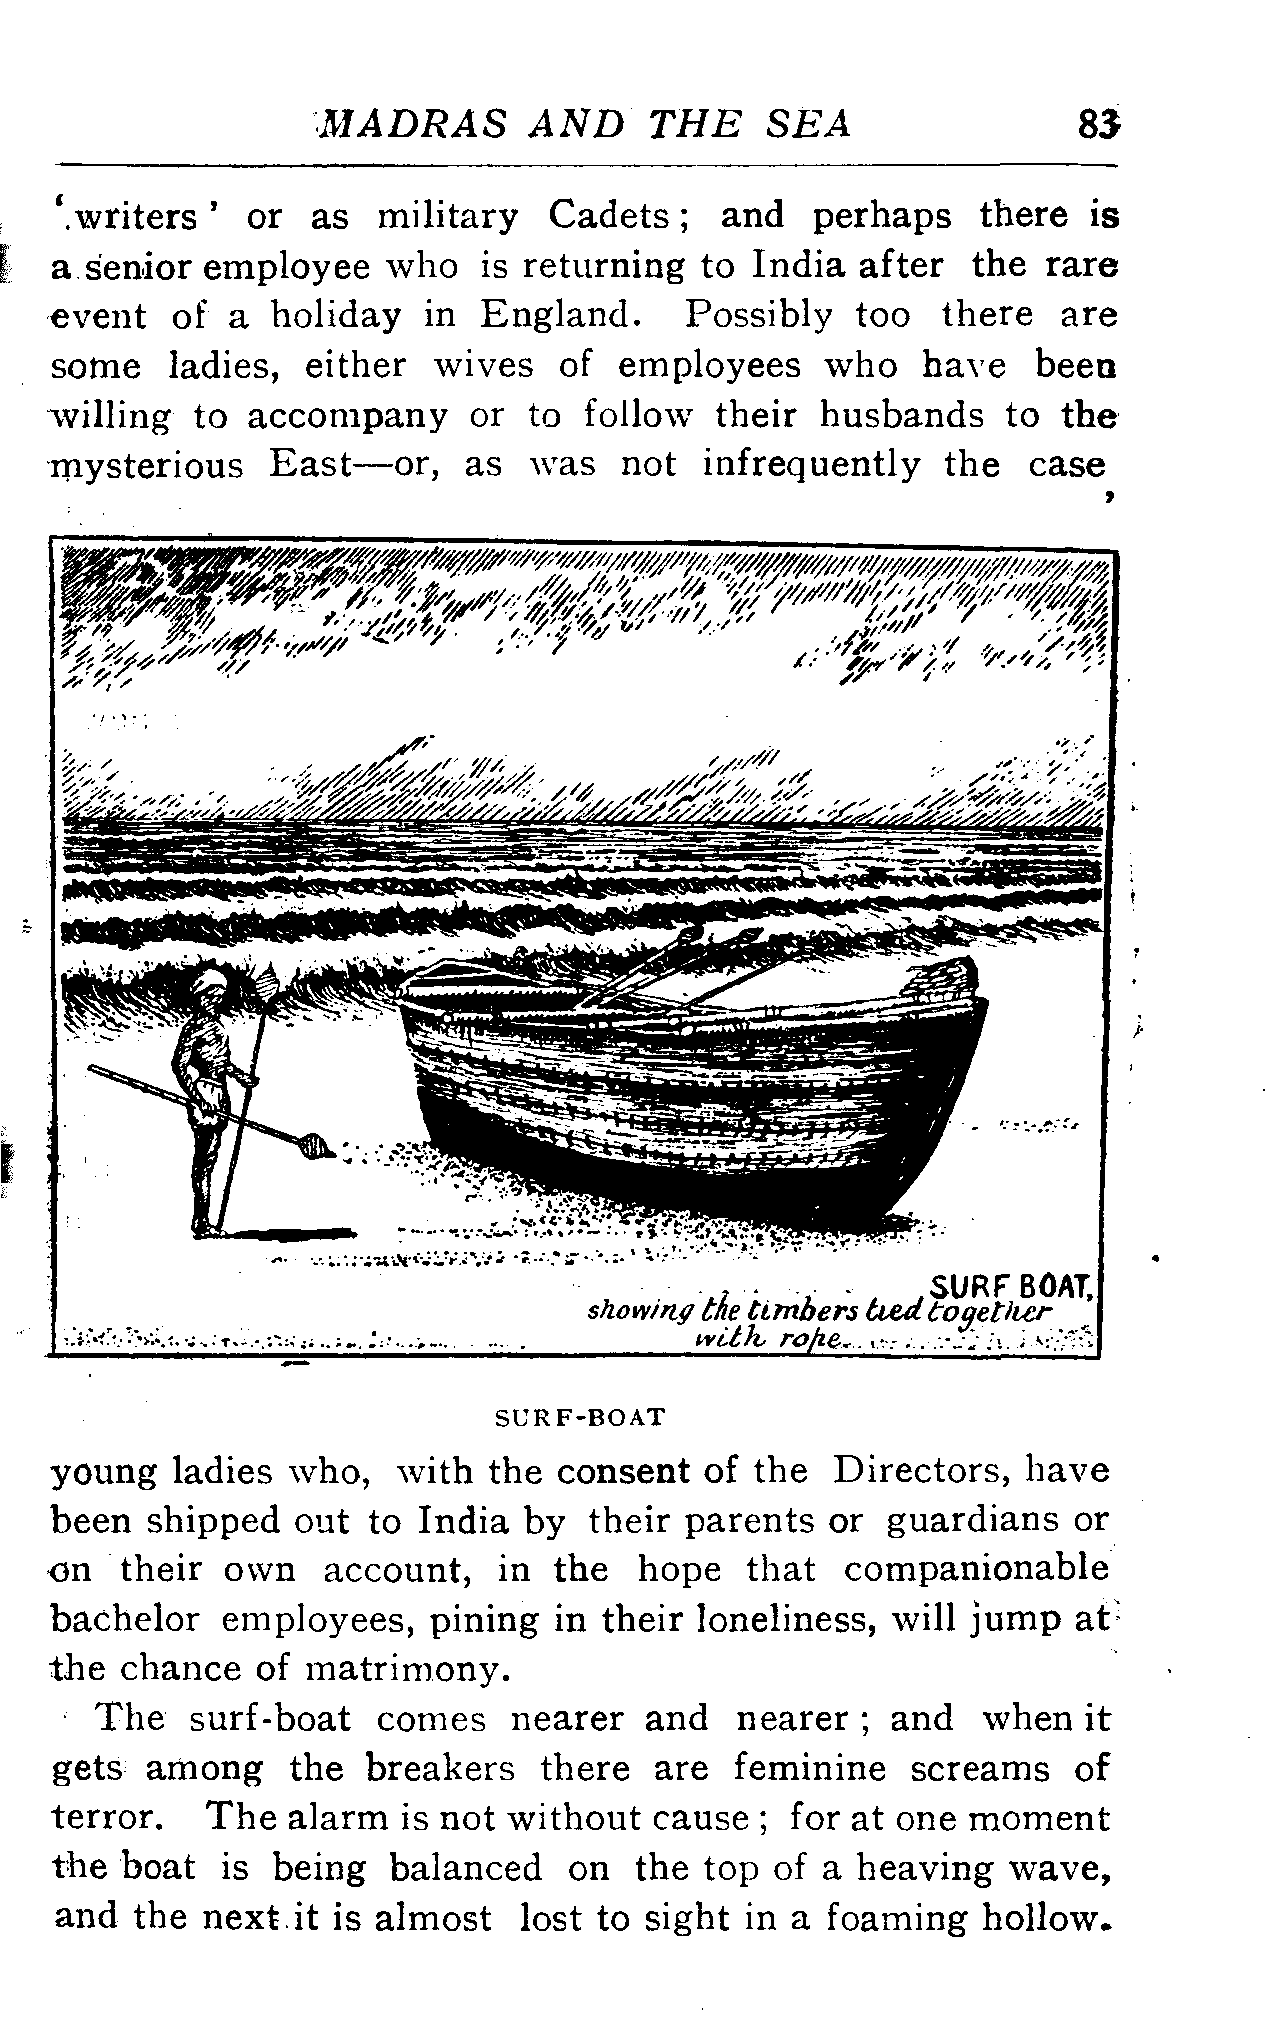 MADRAS AND THE SEA 83
‘writers’ or as military Cadets; and perhaps there is
a senior employee who is returning to India after the rare
event of a holiday in England. Possibly too there are
some ladies, either wives of employees who have been
willing to accompany or to follow their husbands to the
mysterious East—or, as was not infrequently the case,
SURF BOAT,
showing the timbers tied together
with rope.
SURF-BOAT
young ladies who, with the consent of the Directors, have
been shipped out to India by their parents or guardians or
on their own account, in the hope that companionable
bachelor employees, pining in their loneliness, will jump at
the chance of matrimony.
The surf-boat comes nearer and nearer; and when it
gets among the breakers there are feminine screams of
terror. The alarm is not without cause; for at one moment
the boat is being balanced on the top of a heaving wave,
and the next it is almost lost to sight in a foaming hollow.